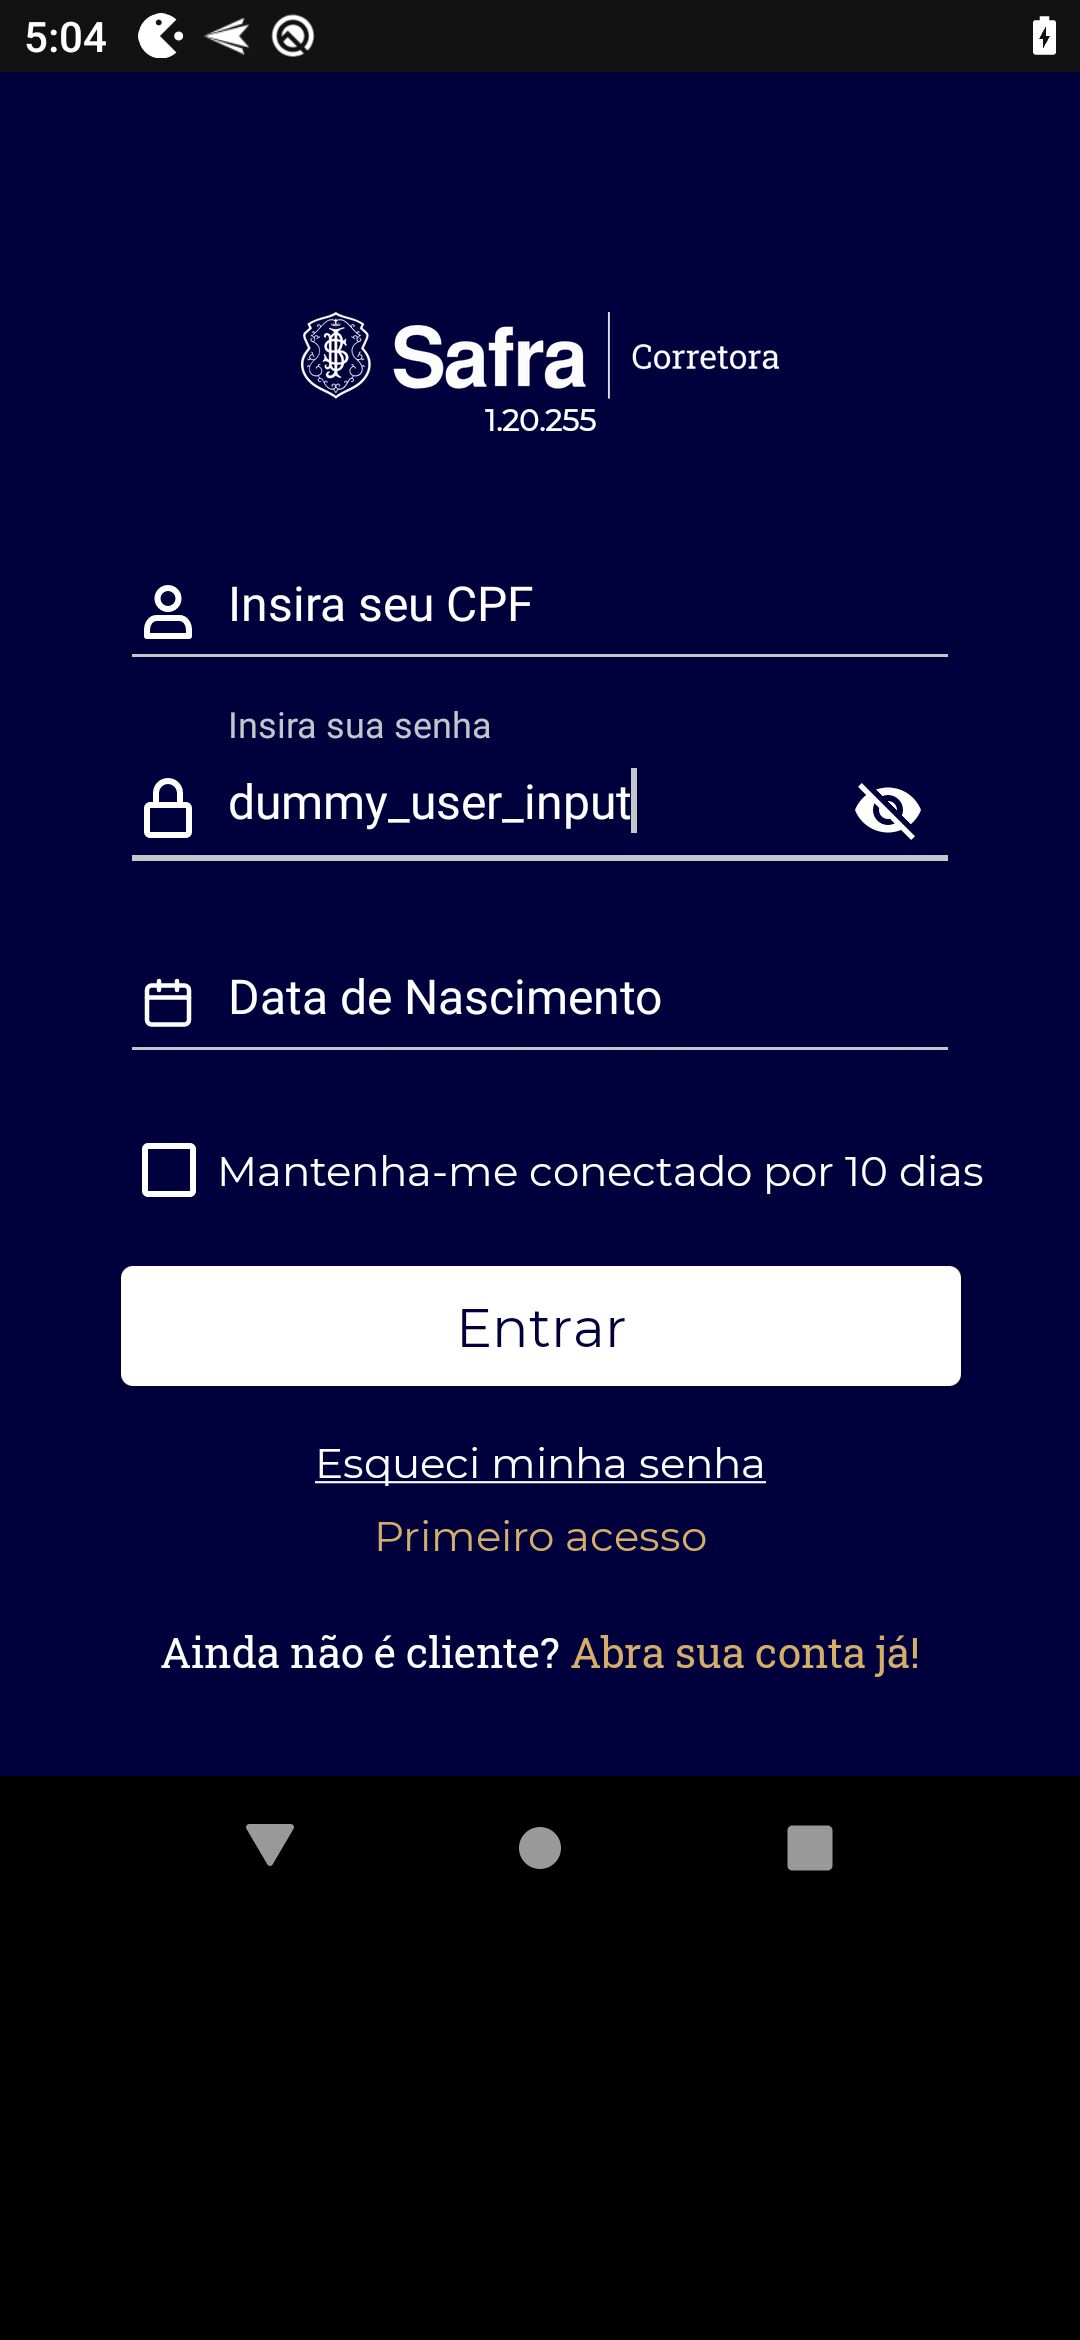 5:04
Safra Corretora
1.20.255
Insira seu CPF
Insira sua senha
dummy_user_input
Data de Nascimento
Mantenha-me conectado por 10 dias
Entrar
Esqueci minha senha
Primeiro acesso
Ainda não é cliente? Abra sua conta já!